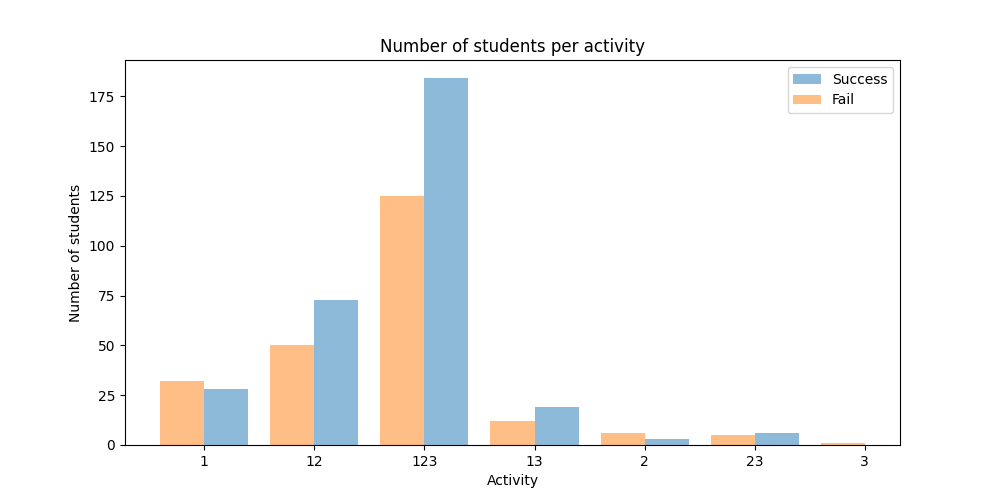 Number of students per activity
Success
Fail
175
150
125
100
75
50
25
0
Number of students
1 12 123 13 2 23 3
Activity